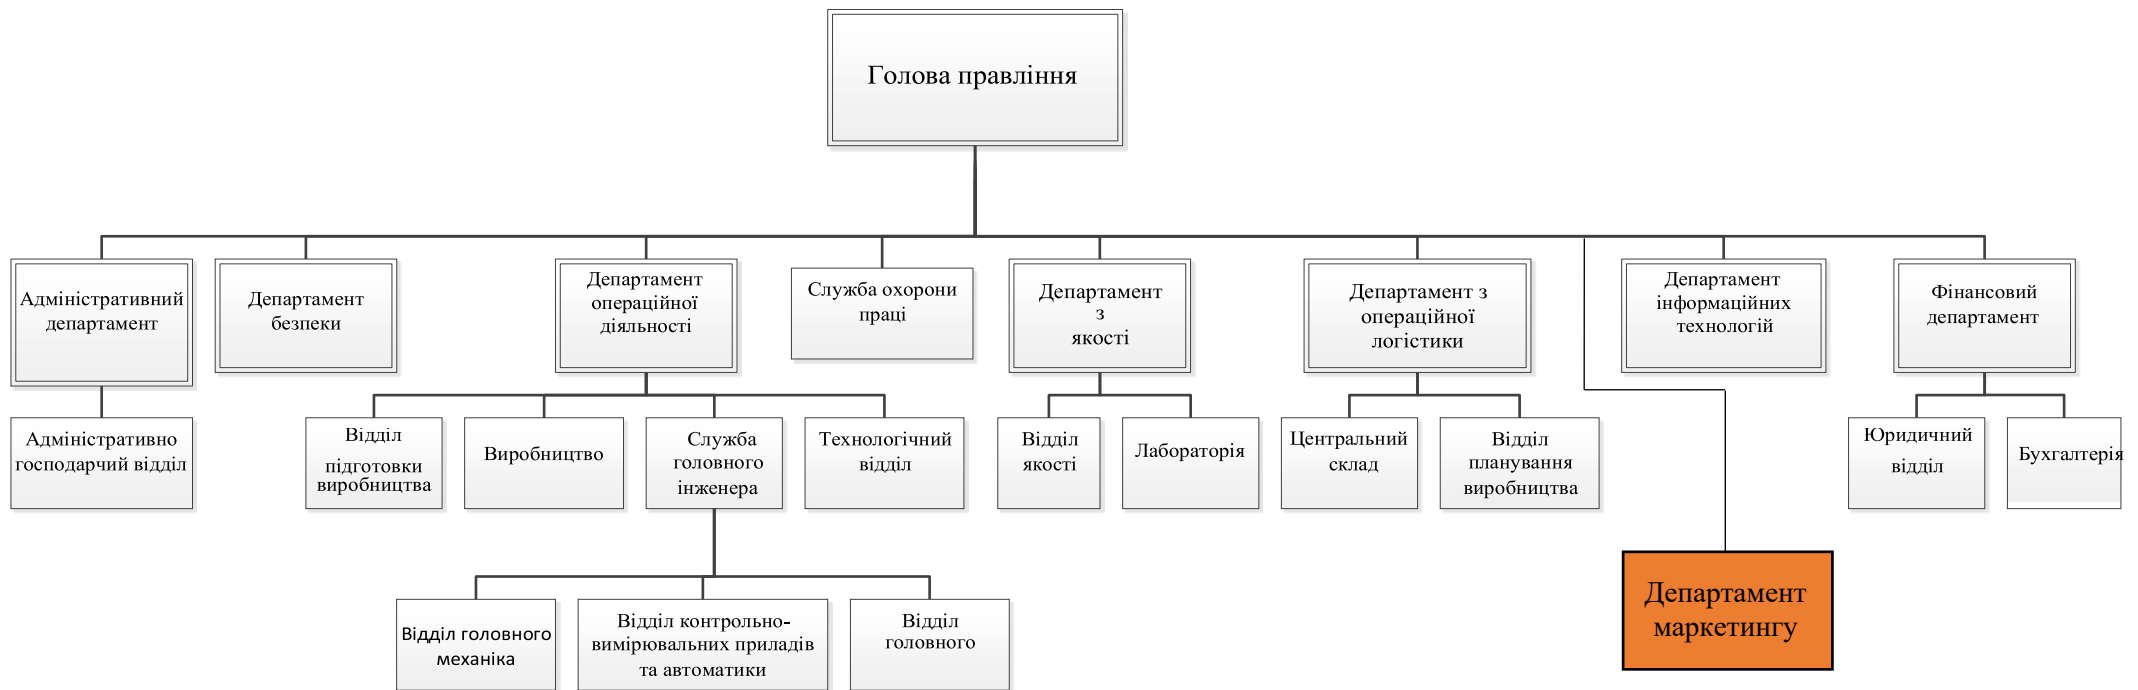 Голова правління
Адміністративний
департамент
Департамент
безпеки
Департамент
операційної
діяльності
Служба охорони
праці
Департамент
з
якості
Департамент з
операційної
логістики
Департамент
інформаційних
технологій
Фінансовий
департамент
Адміністративно
господарчий відділ
Відділ
підготовки
виробництва
Виробництво
Служба
головного
інженера
Технологічний
відділ
Відділ
якості
Лабораторія
Центральний
склад
Відділ
планування
виробництва
Юридичний
відділ
Бухгалтерія
Відділ головного
механіка
Відділ контрольно-
вимірювальних приладів
та автоматики
Відділ
головного
Департамент
маркетингу